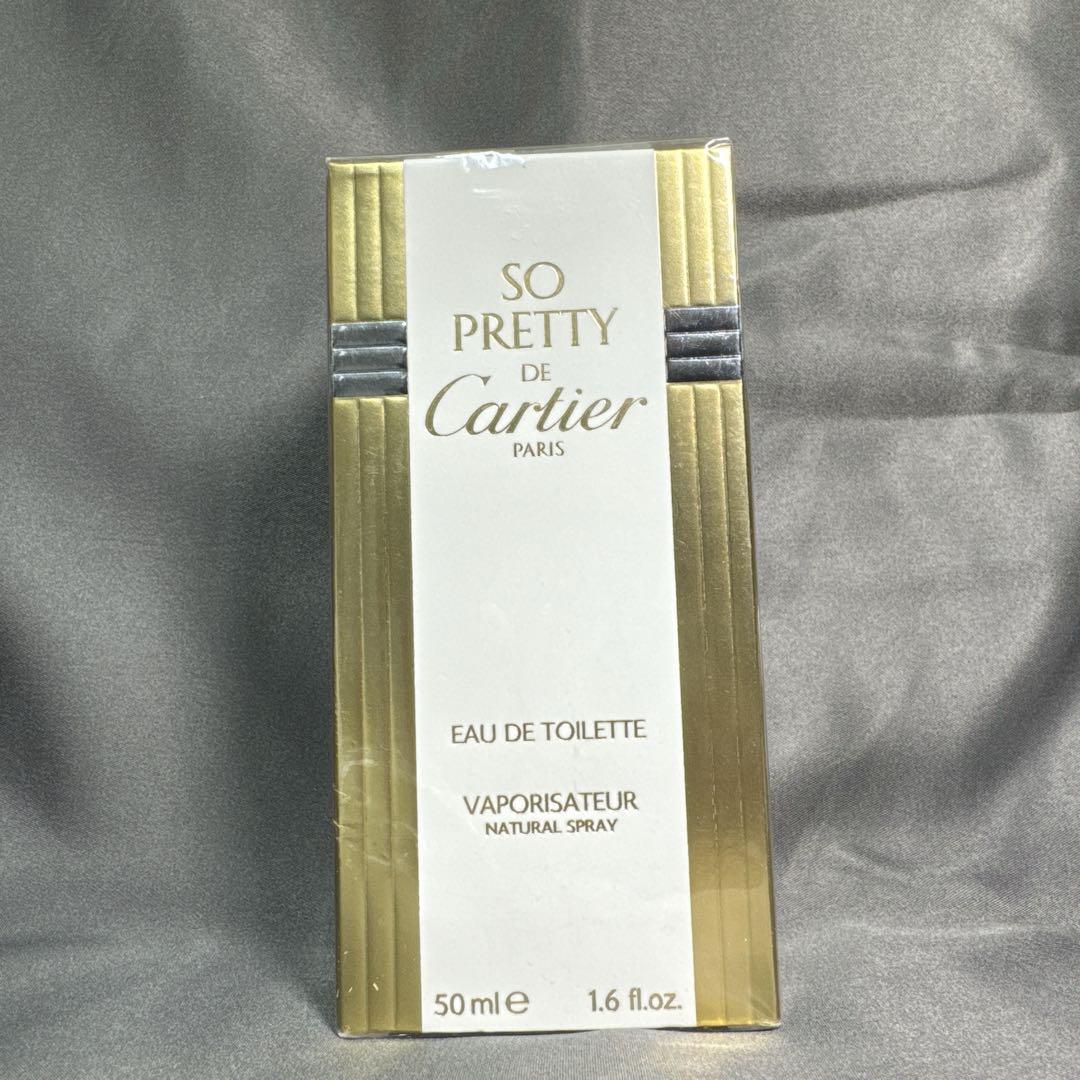 SO
PRETTY
DE
Cartier
PARIS
EAU DE TOILETTE
VAPORISATEUR
NATURAL SPRAY
50 ml ℮ 1.6 fl.oz.